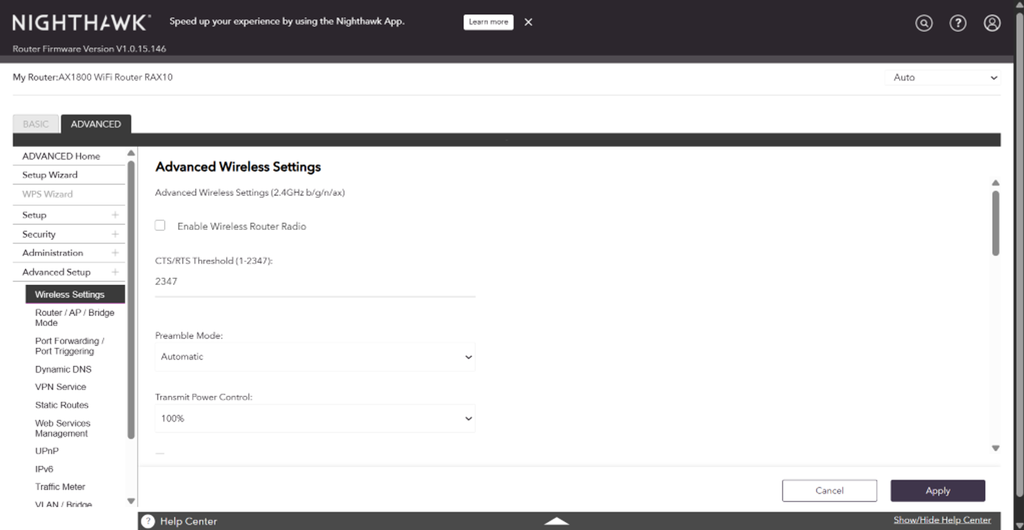 NIGHTHAWK
Speed up your experience by using the Nighthawk App.
Learn more
Router Firmware Version V1.0.15.146
My Router:AX1800 WiFi Router RAX10
Auto
BASIC
ADVANCED
ADVANCED Home
Setup Wizard
WPS Wizard
Setup
Security
Administration
Advanced Setup
Wireless Settings
Router / AP / Bridge
Mode
Port Forwarding /
Port Triggering
Dynamic DNS
VPN Service
Static Routes
Web Services
Management
UPnP
IPv6
Traffic Meter
VLAN / Bridge
Advanced Wireless Settings
Advanced Wireless Settings (2.4GHz b/g/n/ax)
Enable Wireless Router Radio
CTS/RTS Threshold (1-2347):
2347
Preamble Mode:
Automatic
Transmit Power Control:
100%
Cancel
Apply
? Help Center
Show/Hide Help Center